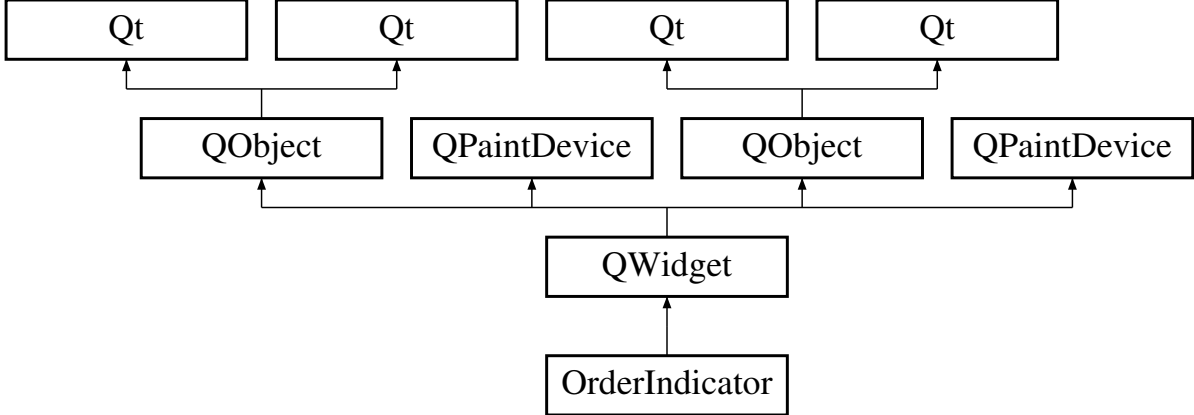 Qt Qt Qt Qt
QObject QPaintDevice QObject QPaintDevice
QWidget
OrderIndicator